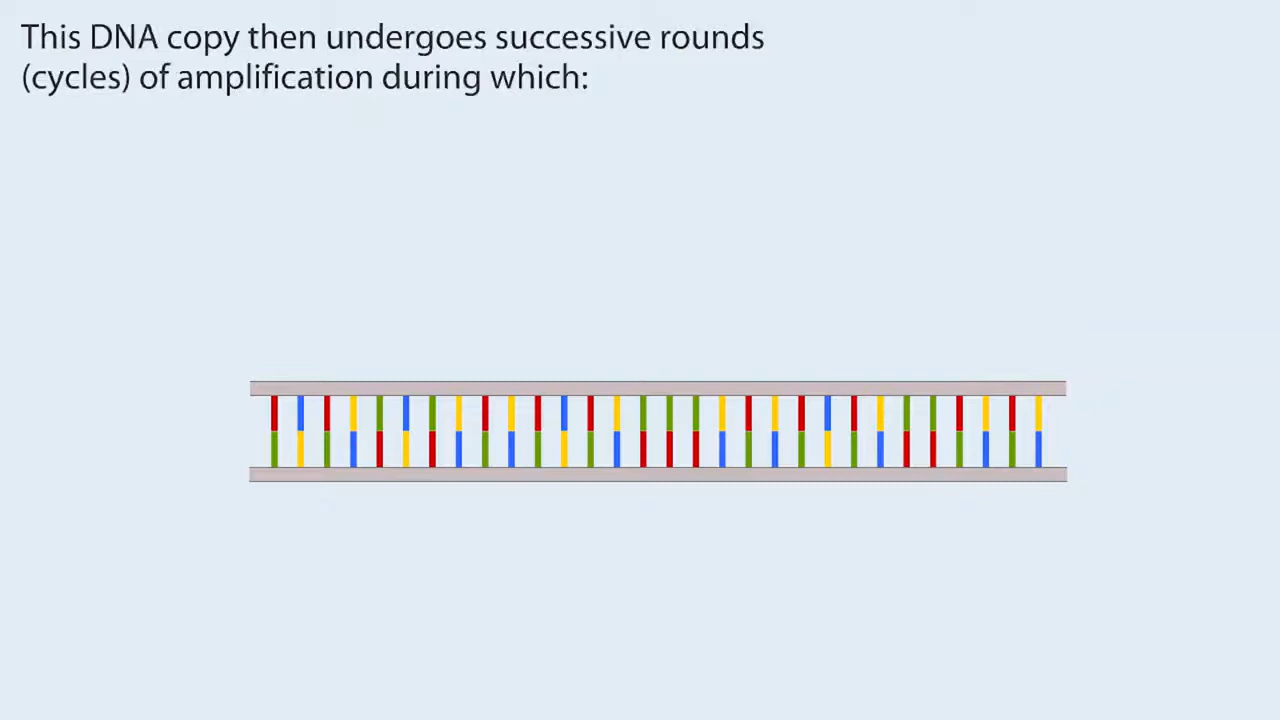 This DNA copy then undergoes successive rounds
(cycles) of amplification during which: